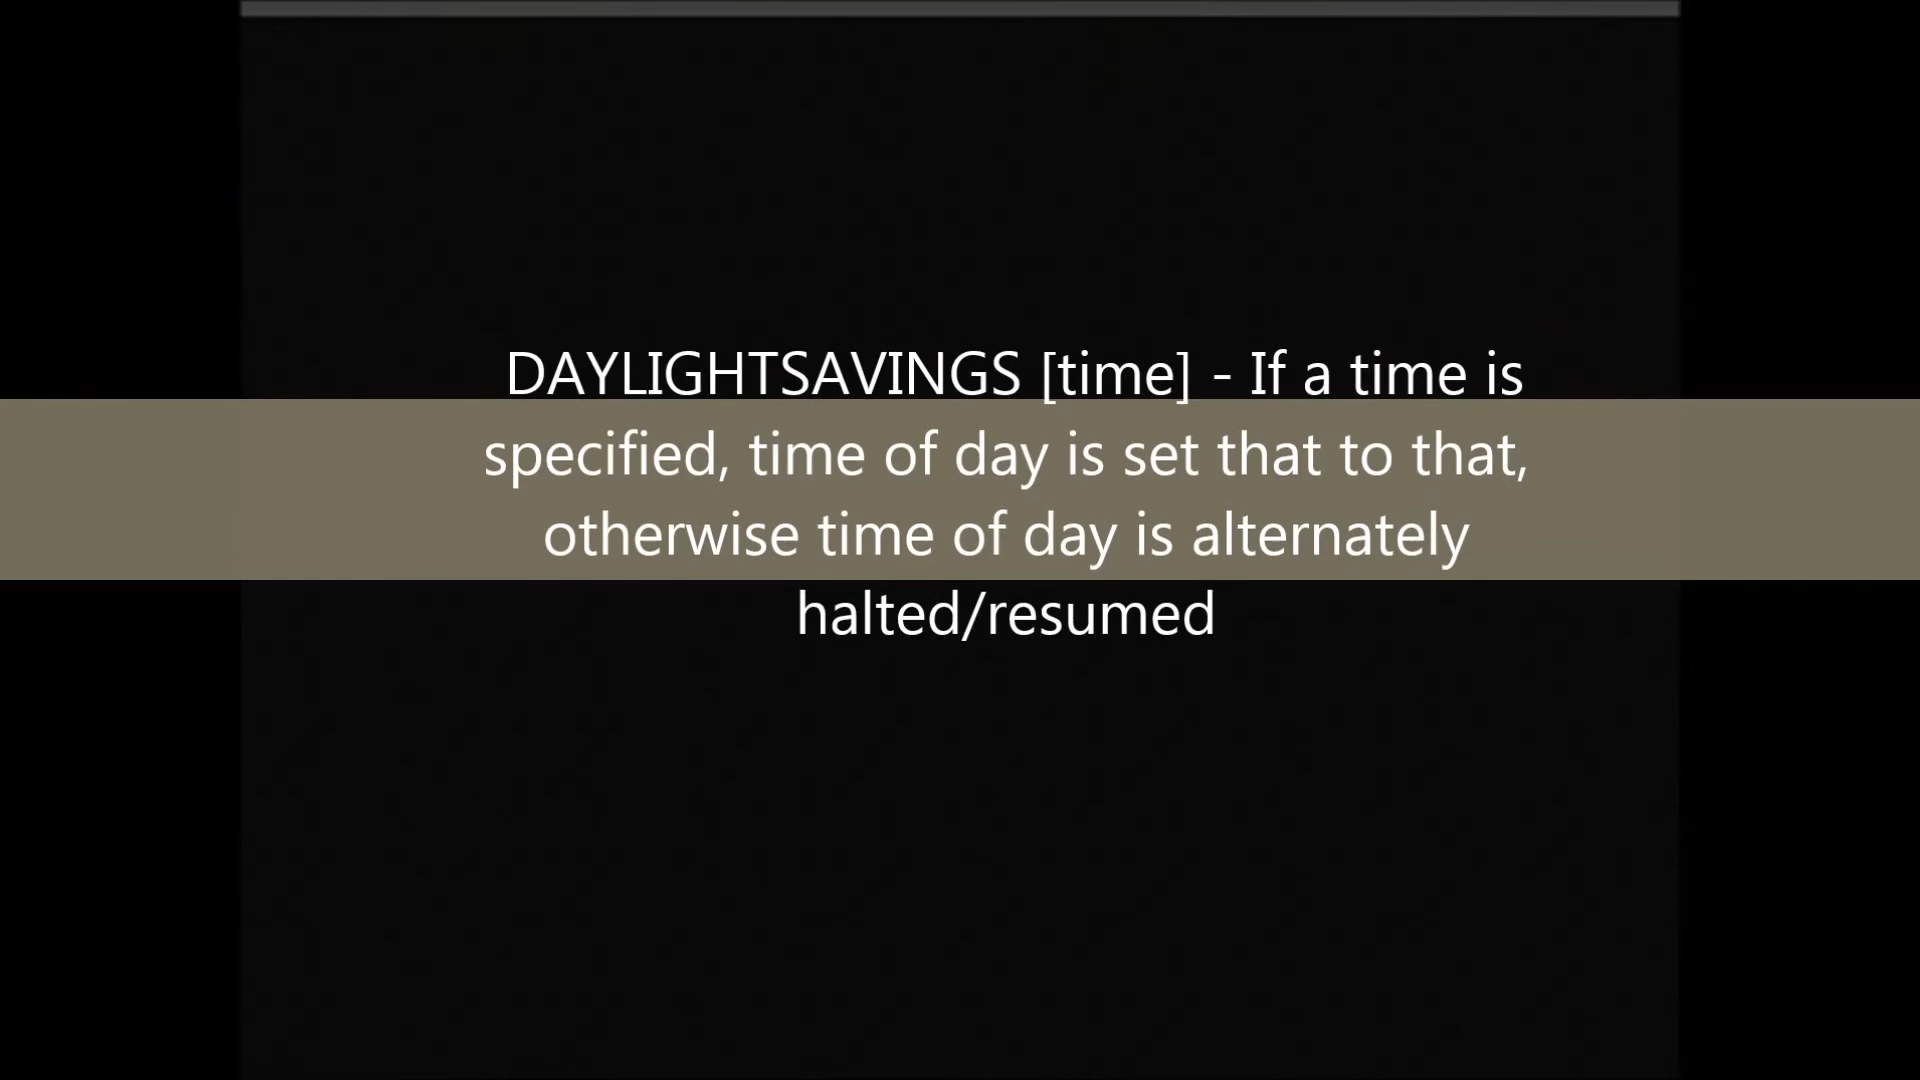 DAYLIGHTSAVINGS [time] - If a time is
specified, time of day is set that to that,
otherwise time of day is alternately
halted/resumed